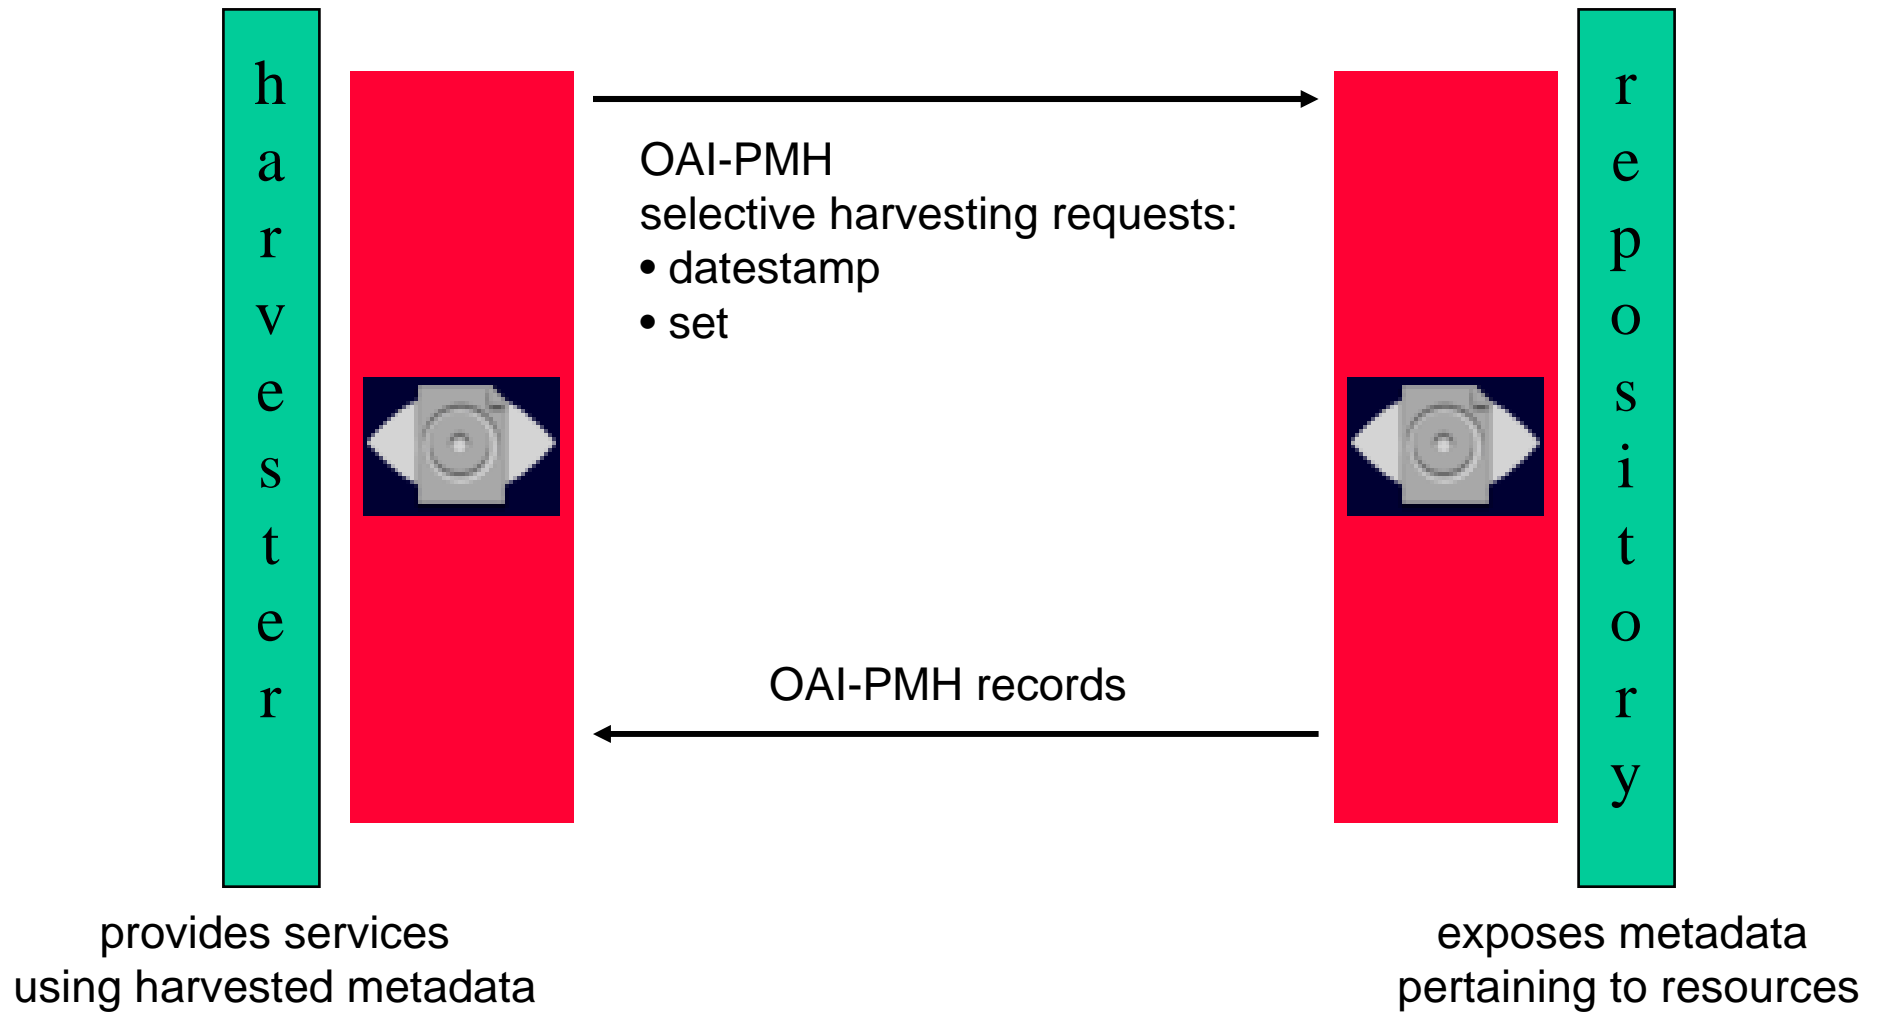 harvester
OAI-PMH
selective harvesting requests:
• datestamp
• set
OAI-PMH records
repository
provides services
using harvested metadata
exposes metadata
pertaining to resources